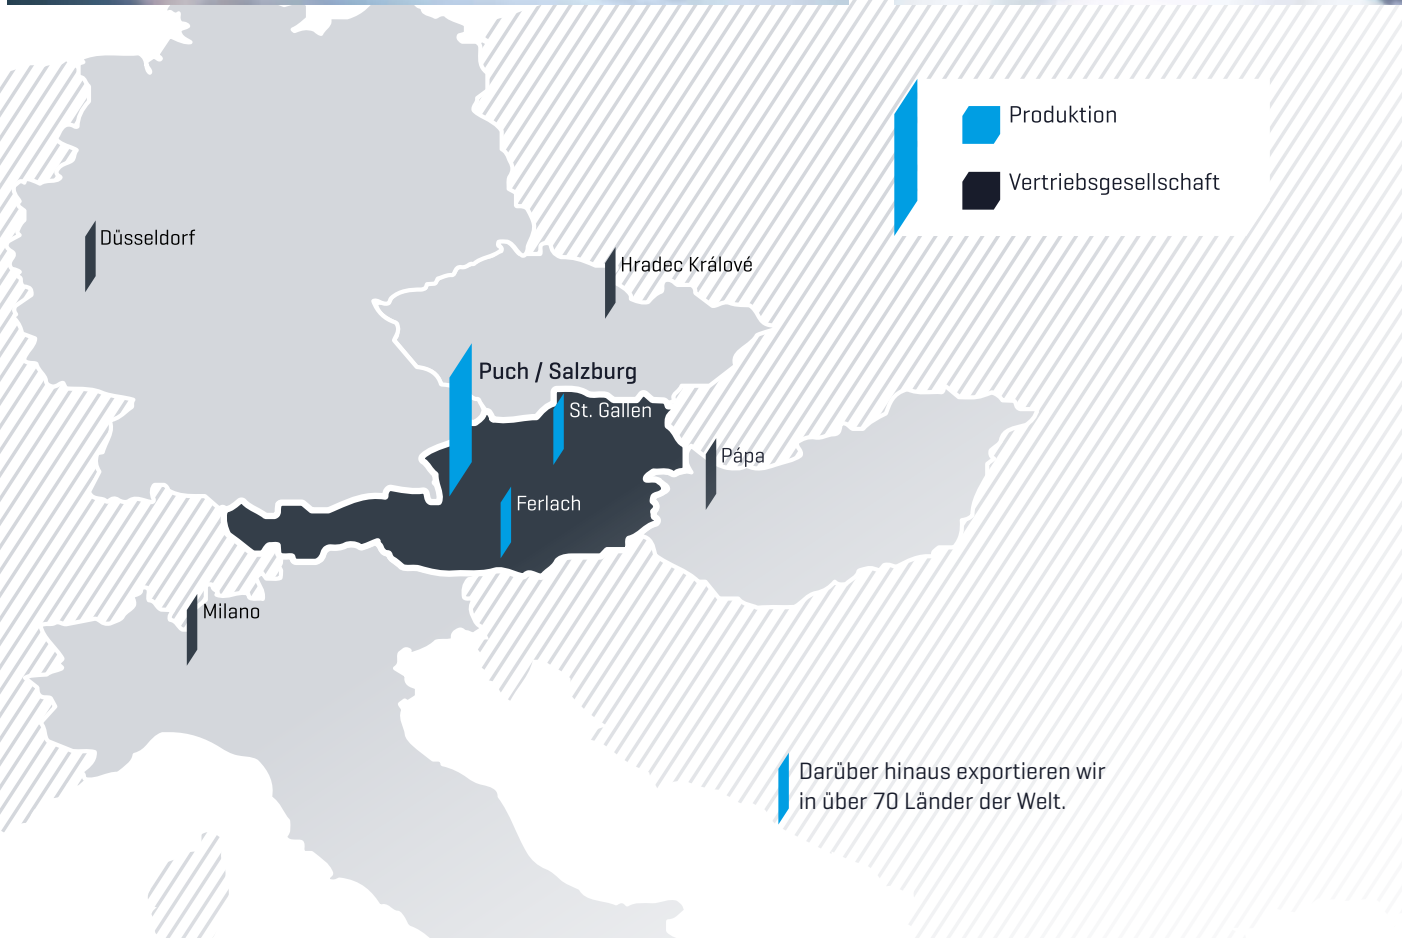 Produktion
Vertriebsgesellschaft
Düsseldorf
Hradec Králové
Puch / Salzburg
St. Gallen
Pápa
Ferlach
Milano
Darüber hinaus exportieren wir
in über 70 Länder der Welt.